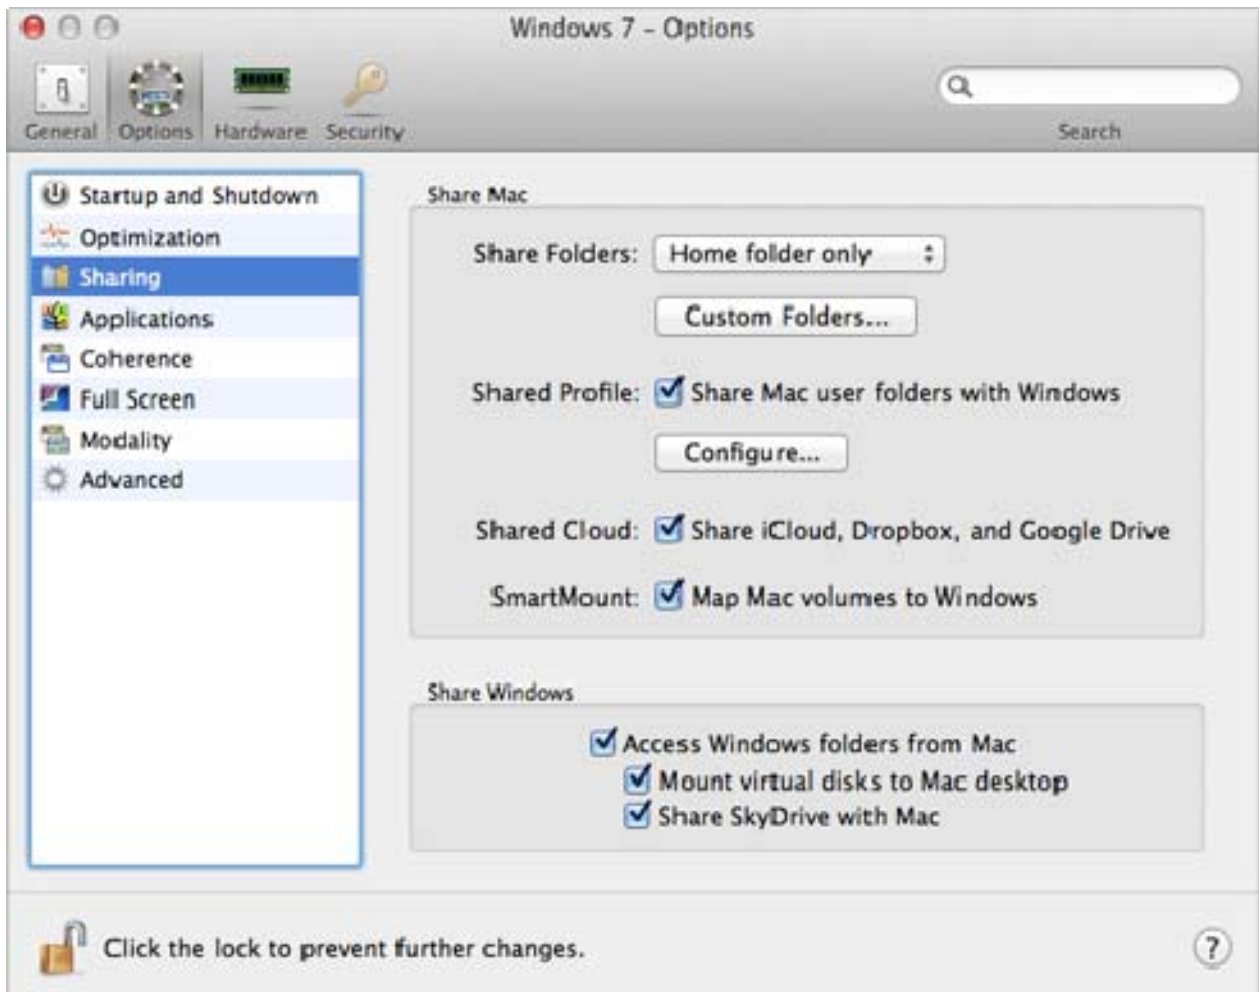 Windows 7 - Options
General Options Hardware Security
Search
Startup and Shutdown
Optimization
Sharing
Applications
Coherence
Full Screen
Modality
Advanced
Share Mac
Share Folders: Home folder only
Custom Folders...
Shared Profile: Share Mac user folders with Windows
Configure...
Shared Cloud: Share iCloud, Dropbox, and Google Drive
SmartMount: Map Mac volumes to Windows
Share Windows
Access Windows folders from Mac
Mount virtual disks to Mac desktop
Share SkyDrive with Mac
Click the lock to prevent further changes.
?